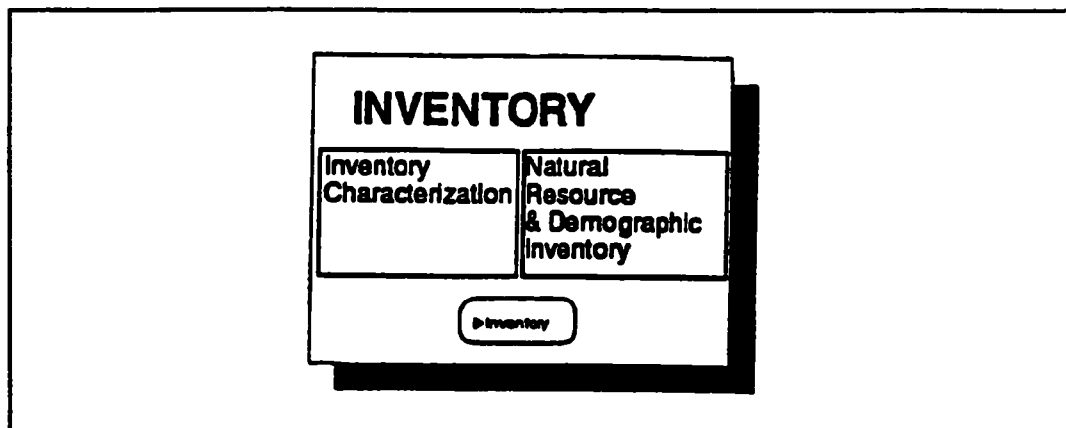 INVENTORY
Inventory
Characterization
Natural
Resource
& Demographic
Inventory
▷Inventory